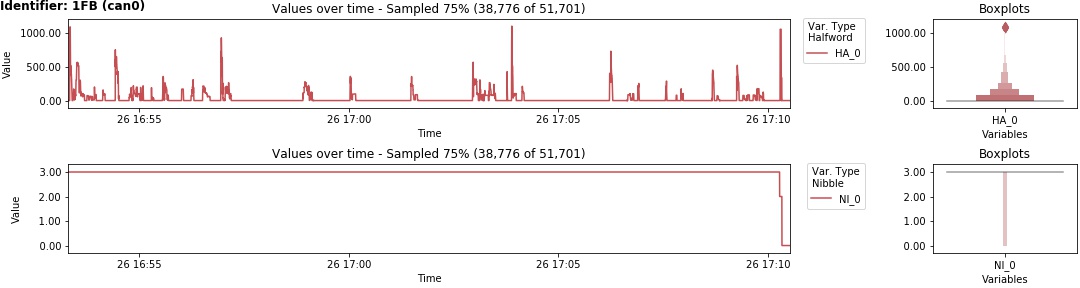 Identifier: 1FB (can0)
Values over time - Sampled 75% (38,776 of 51,701)
Value
1000.00
500.00
0.00
26 16:55
26 17:00
26 17:05
26 17:10
Time
Var. Type
Halfword
HA_0
Boxplots
1000.00
500.00
0.00
HA_0
Variables
Values over time - Sampled 75% (38,776 of 51,701)
Value
3.00
2.00
1.00
0.00
26 16:55
26 17:00
26 17:05
26 17:10
Time
Var. Type
Nibble
NI_0
Boxplots
3.00
2.00
1.00
0.00
NI_0
Variables